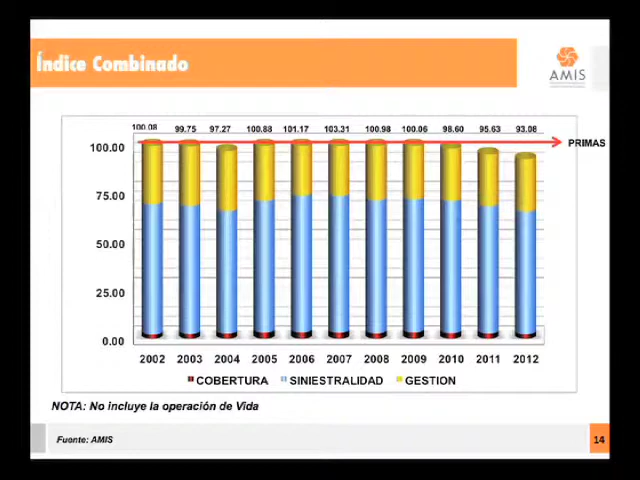 Índice Combinado
AMIS
100.08 99.75 97.27 100.88 101.17 103.31 100.98 100.06 98.60 95.63 93.08
PRIMAS
100.00
75.00
50.00
25.00
0.00
2002 2003 2004 2005 2006 2007 2008 2009 2010 2011 2012
COBERTURA SINIESTRALIDAD GESTION
NOTA: No incluye la operación de Vida
Fuente: AMIS
14